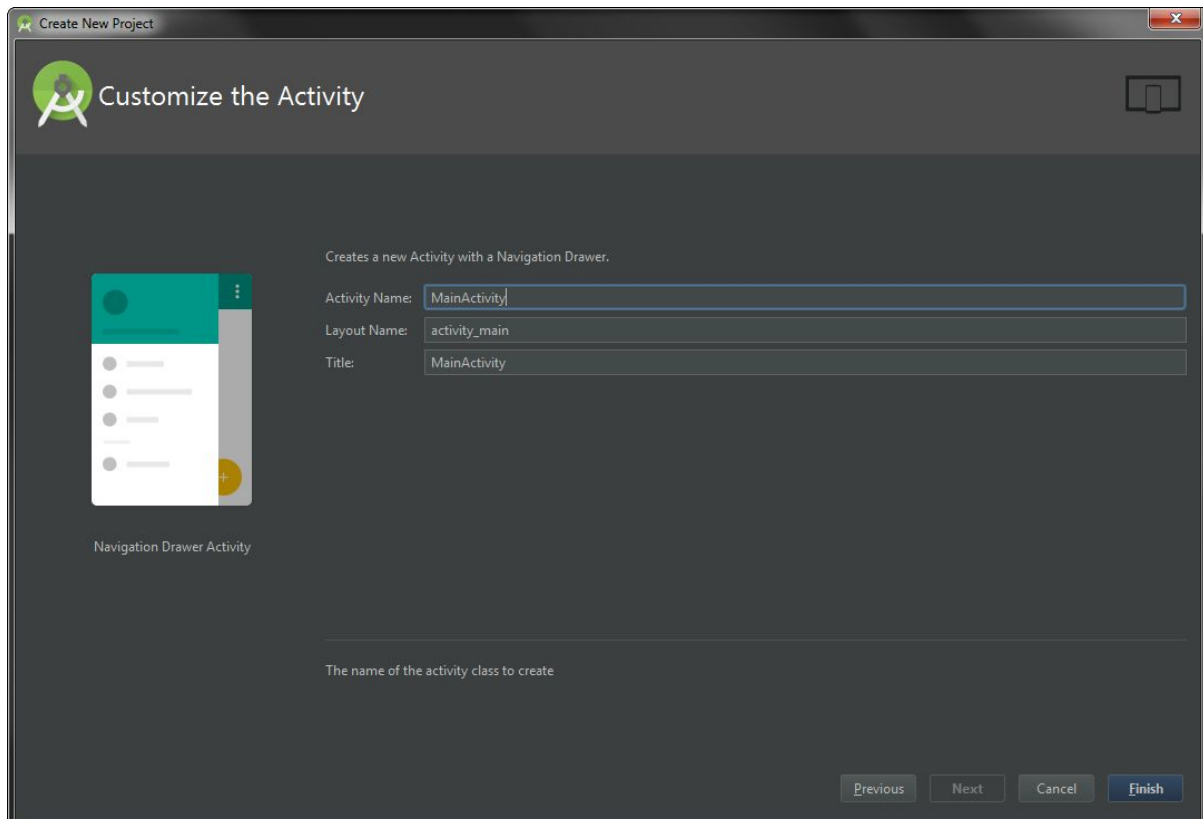 Create New Project
Customize the Activity
Creates a new Activity with a Navigation Drawer.
Activity Name: MainActivity
Layout Name: activity_main
Title: MainActivity
Navigation Drawer Activity
The name of the activity class to create
Previous Next Cancel Finish